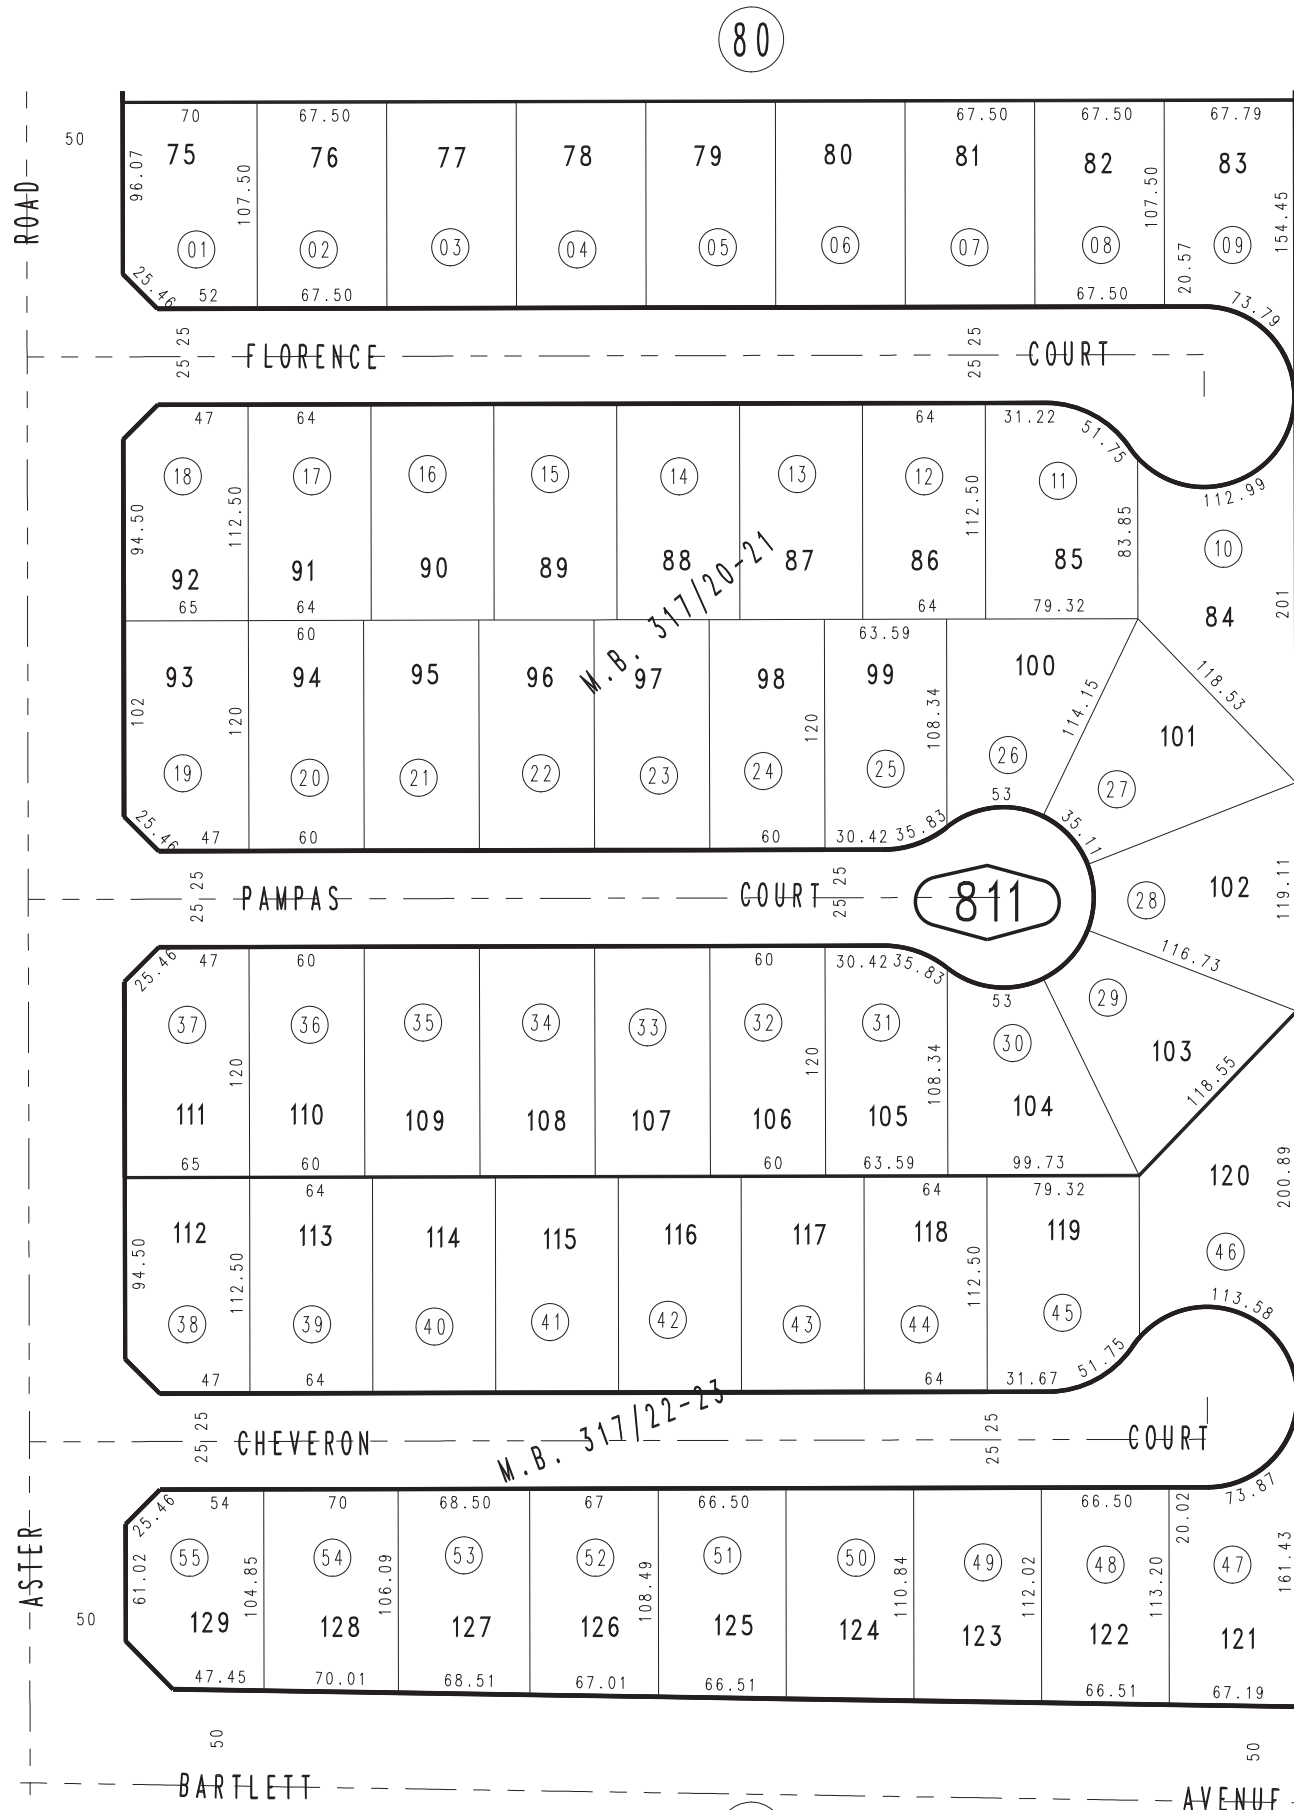 80
70 67.50 67.50 67.50 67.79
50
ROAD
96.07 75 107.50 76 77 78 79 80 81 82 107.50 83 154.45
01 02 03 04 05 06 07 08 20.57 09
25.46 52 67.50 67.50 73.79
25 25 25 25
FLORENCE COURT
47 64 64 31.22 51.75
18 17 16 15 14 13 12 11 112.99
94.50 112.50 112.50 83.85 10
92 91 90 89 88 87 86 85
M.B. 317/20-21
65 64 64 79.32 84 201
60 63.59
93 94 95 96 97 98 99 100 118.53
102 120 120 108.34 114.15 101
19 20 21 22 23 24 25 26 27
25.46 47 60 60 30.42 35.83 53 35.11
25 25 25 25
PAMPAS COURT 811 28 102 119.11
25.46 47 60 60 30.42 35.83 53 116.73
37 36 35 34 33 32 31 30 29
120 120 108.34 103 118.55
111 110 109 108 107 106 105 104
65 60 60 63.59 99.73
64 64 79.32 120 200.89
112 113 114 115 116 117 118 119
94.50 112.50 112.50 46
38 39 40 41 42 43 44 45 113.58
47 64 64 31.67 51.75
M.B. 317/22-23
25 25 25 25
CHEVERON COURT
25.46 54 70 68.50 67 66.50 66.50 20.02 73.87
ASTER
55 54 53 52 51 50 49 48 47
61.02 104.85 106.09 108.49 110.84 112.02 113.20 161.43
50
129 128 127 126 125 124 123 122 121
47.45 70.01 68.51 67.01 66.51 66.51 67.19
50 50
BARTLETT AVENUE